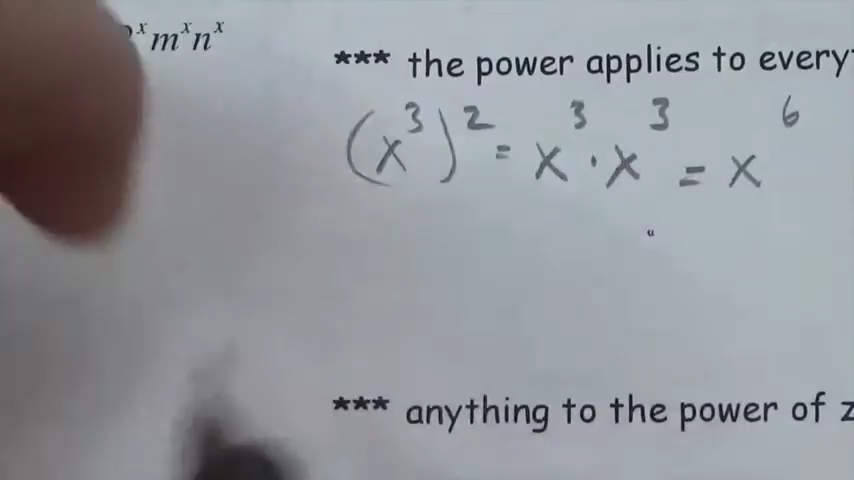 ˣmˣnˣ
*** the power applies to every
(x³)² = x³ · x³ = x⁶
*** anything to the power of z